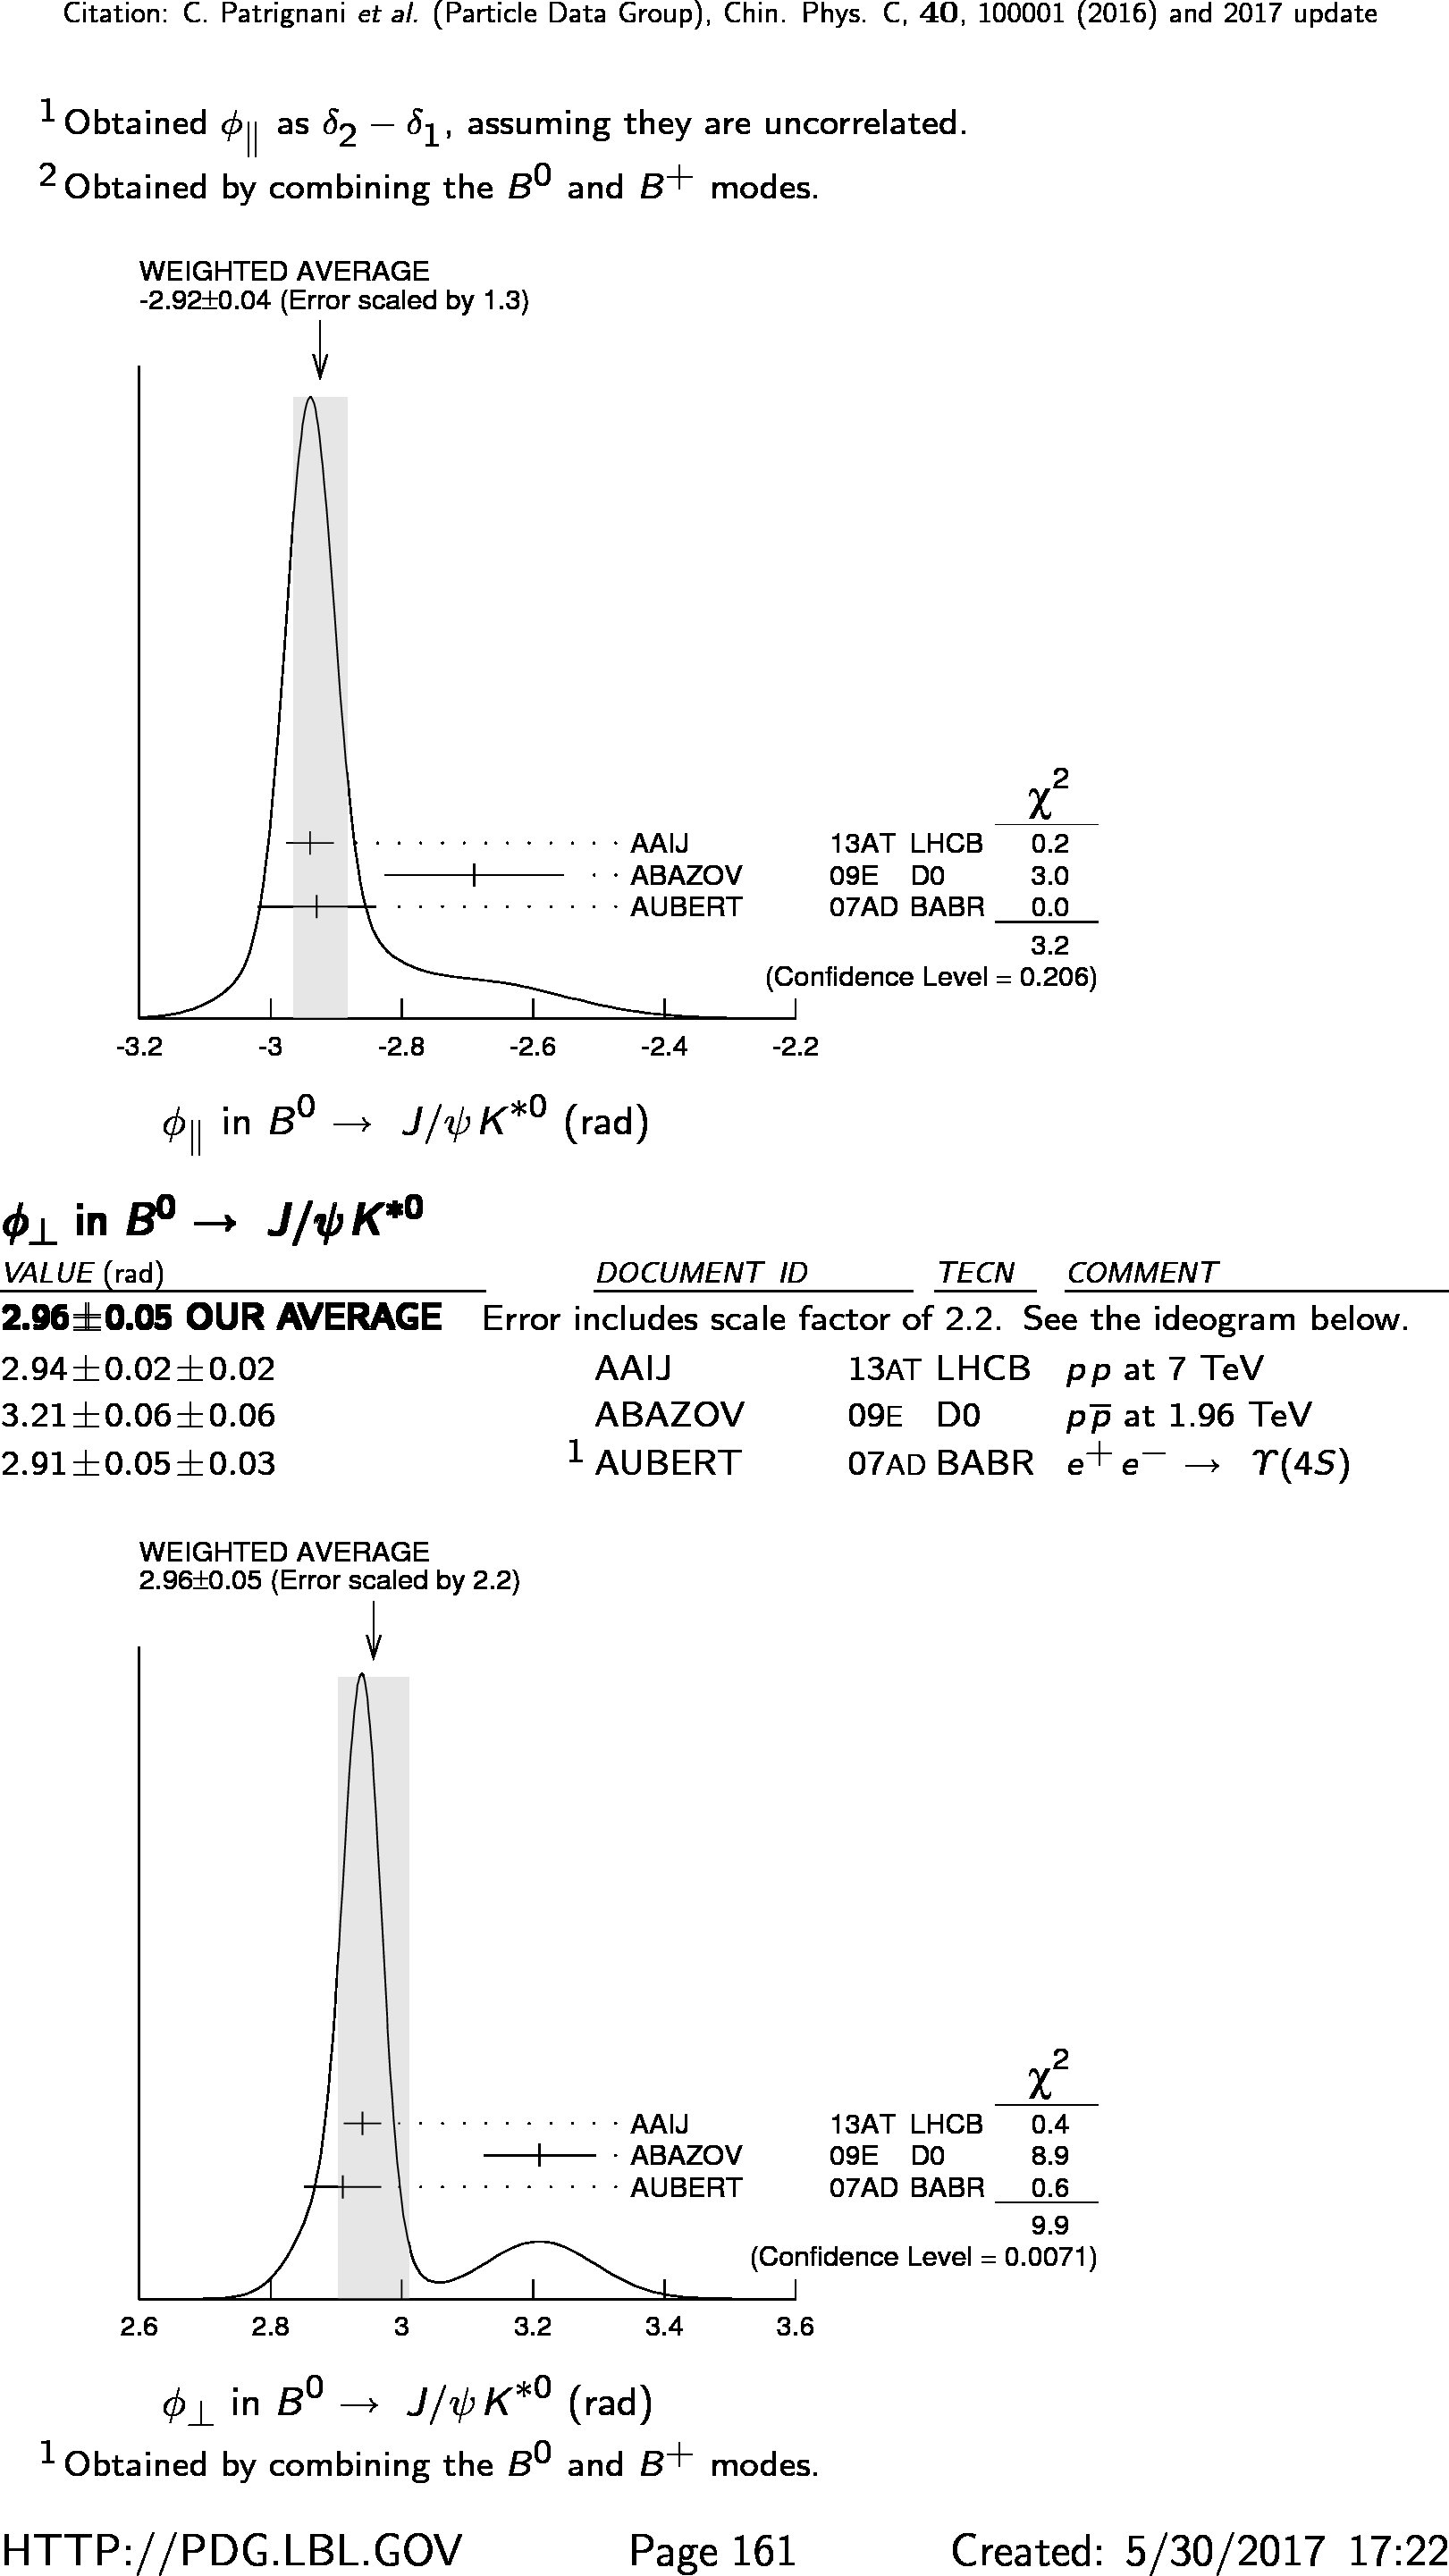 Citation: C. Patrignani et al. (Particle Data Group), Chin. Phys. C, 40, 100001 (2016) and 2017 update
1 Obtained ϕ∥ as δ2 − δ1, assuming they are uncorrelated.
2 Obtained by combining the B0 and B+ modes.
WEIGHTED AVERAGE
-2.92±0.04 (Error scaled by 1.3)
χ2
AAIJ 13AT LHCB 0.2
ABAZOV 09E D0 3.0
AUBERT 07AD BABR 0.0
3.2
(Confidence Level = 0.206)
-3.2 -3 -2.8 -2.6 -2.4 -2.2
ϕ∥ in B0 → J/ψ K*0 (rad)
ϕ⊥ in B0 → J/ψ K*0
VALUE (rad) DOCUMENT ID TECN COMMENT
2.96±0.05 OUR AVERAGE Error includes scale factor of 2.2. See the ideogram below.
2.94±0.02±0.02 AAIJ 13AT LHCB pp at 7 TeV
3.21±0.06±0.06 ABAZOV 09E D0 pp̅ at 1.96 TeV
2.91±0.05±0.03 1 AUBERT 07AD BABR e+ e− → ϒ(4S)
WEIGHTED AVERAGE
2.96±0.05 (Error scaled by 2.2)
χ2
AAIJ 13AT LHCB 0.4
ABAZOV 09E D0 8.9
AUBERT 07AD BABR 0.6
9.9
(Confidence Level = 0.0071)
2.6 2.8 3 3.2 3.4 3.6
ϕ⊥ in B0 → J/ψ K*0 (rad)
1 Obtained by combining the B0 and B+ modes.
HTTP://PDG.LBL.GOV Page 161 Created: 5/30/2017 17:22